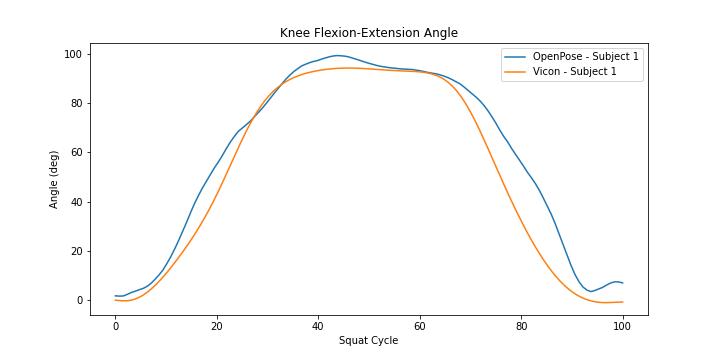 Knee Flexion-Extension Angle
OpenPose - Subject 1
Vicon - Subject 1
Angle (deg)
100
80
60
40
20
0
0 20 40 60 80 100
Squat Cycle